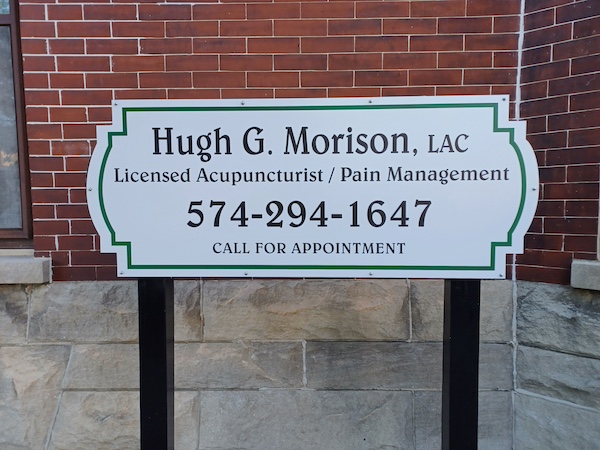 Hugh G. Morison, LAC
Licensed Acupuncturist / Pain Management
574-294-1647
CALL FOR APPOINTMENT